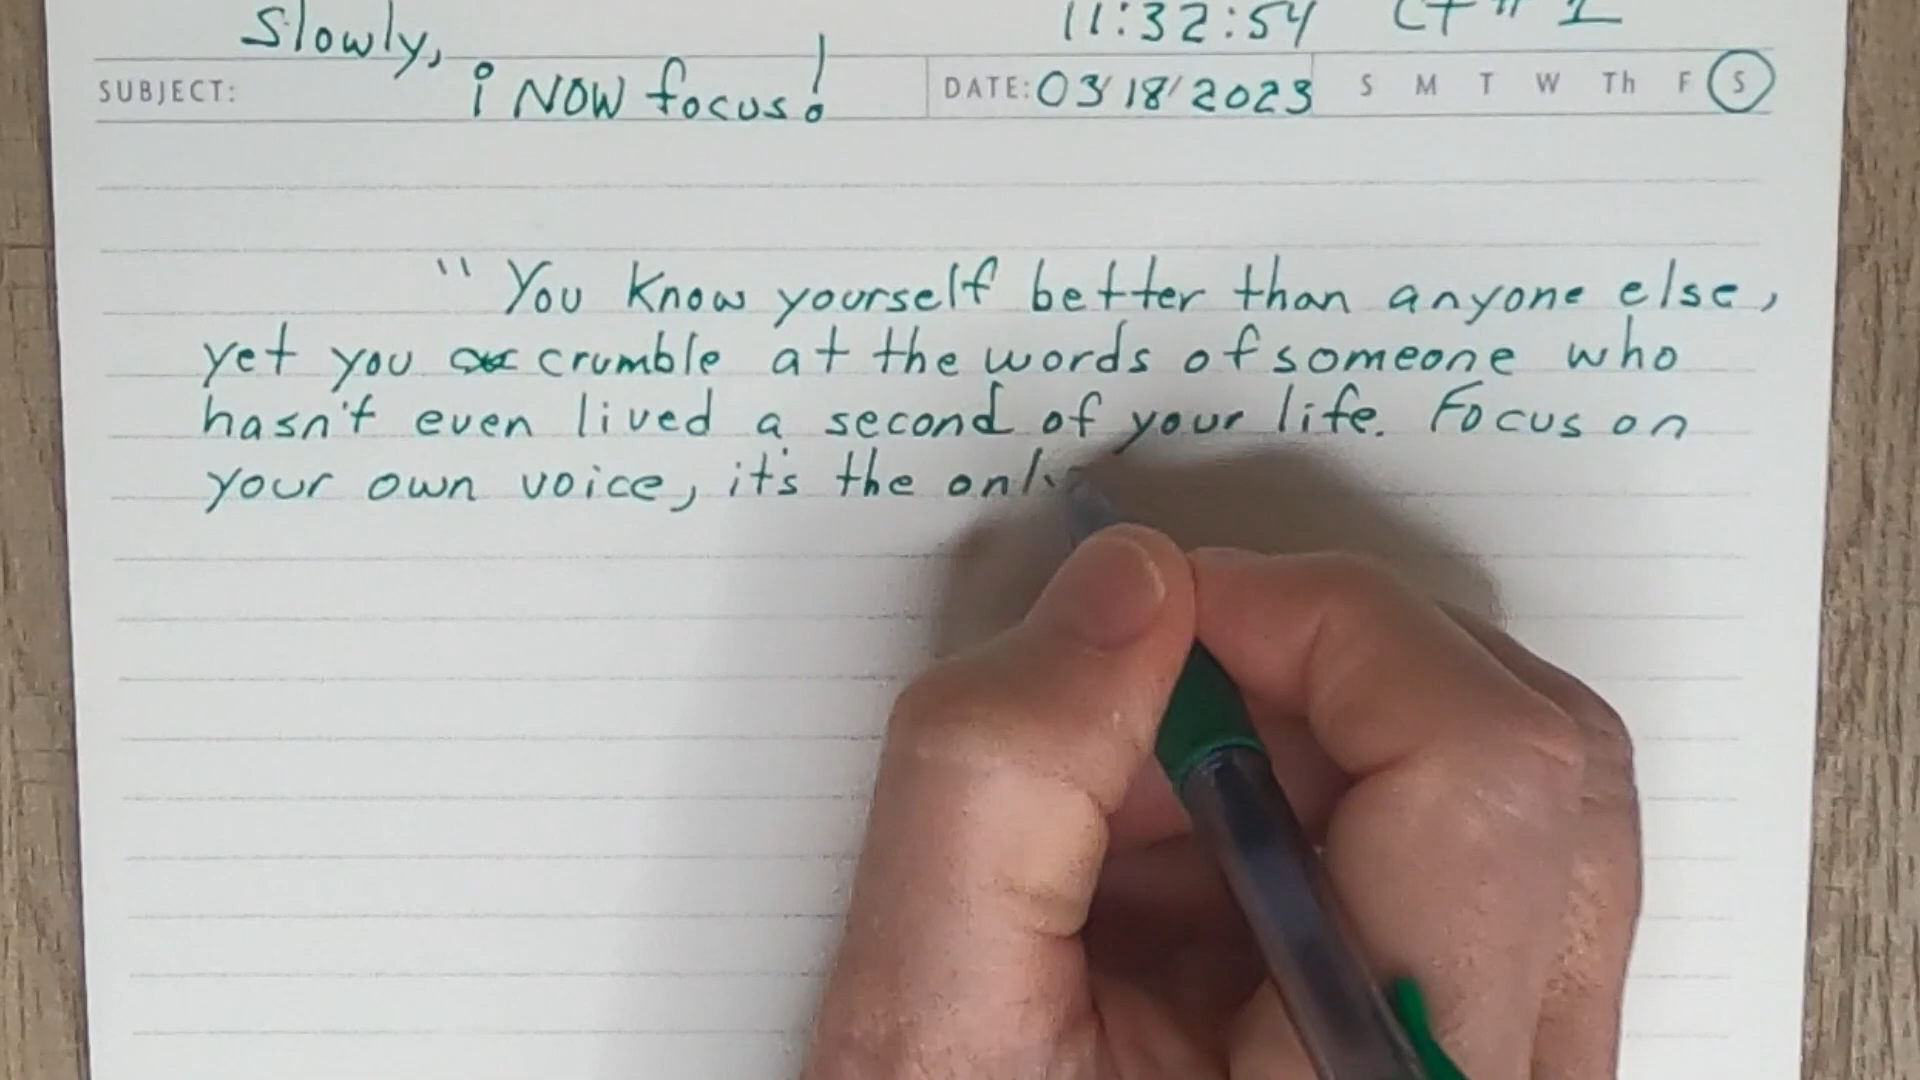 Slowly, 11:32:54
SUBJECT: i NOW focus! DATE: 03/18/2023 S M T W Th F S
"You know yourself better than anyone else,
yet you crumble at the words of someone who
hasn't even lived a second of your life. Focus on
your own voice, it's the only